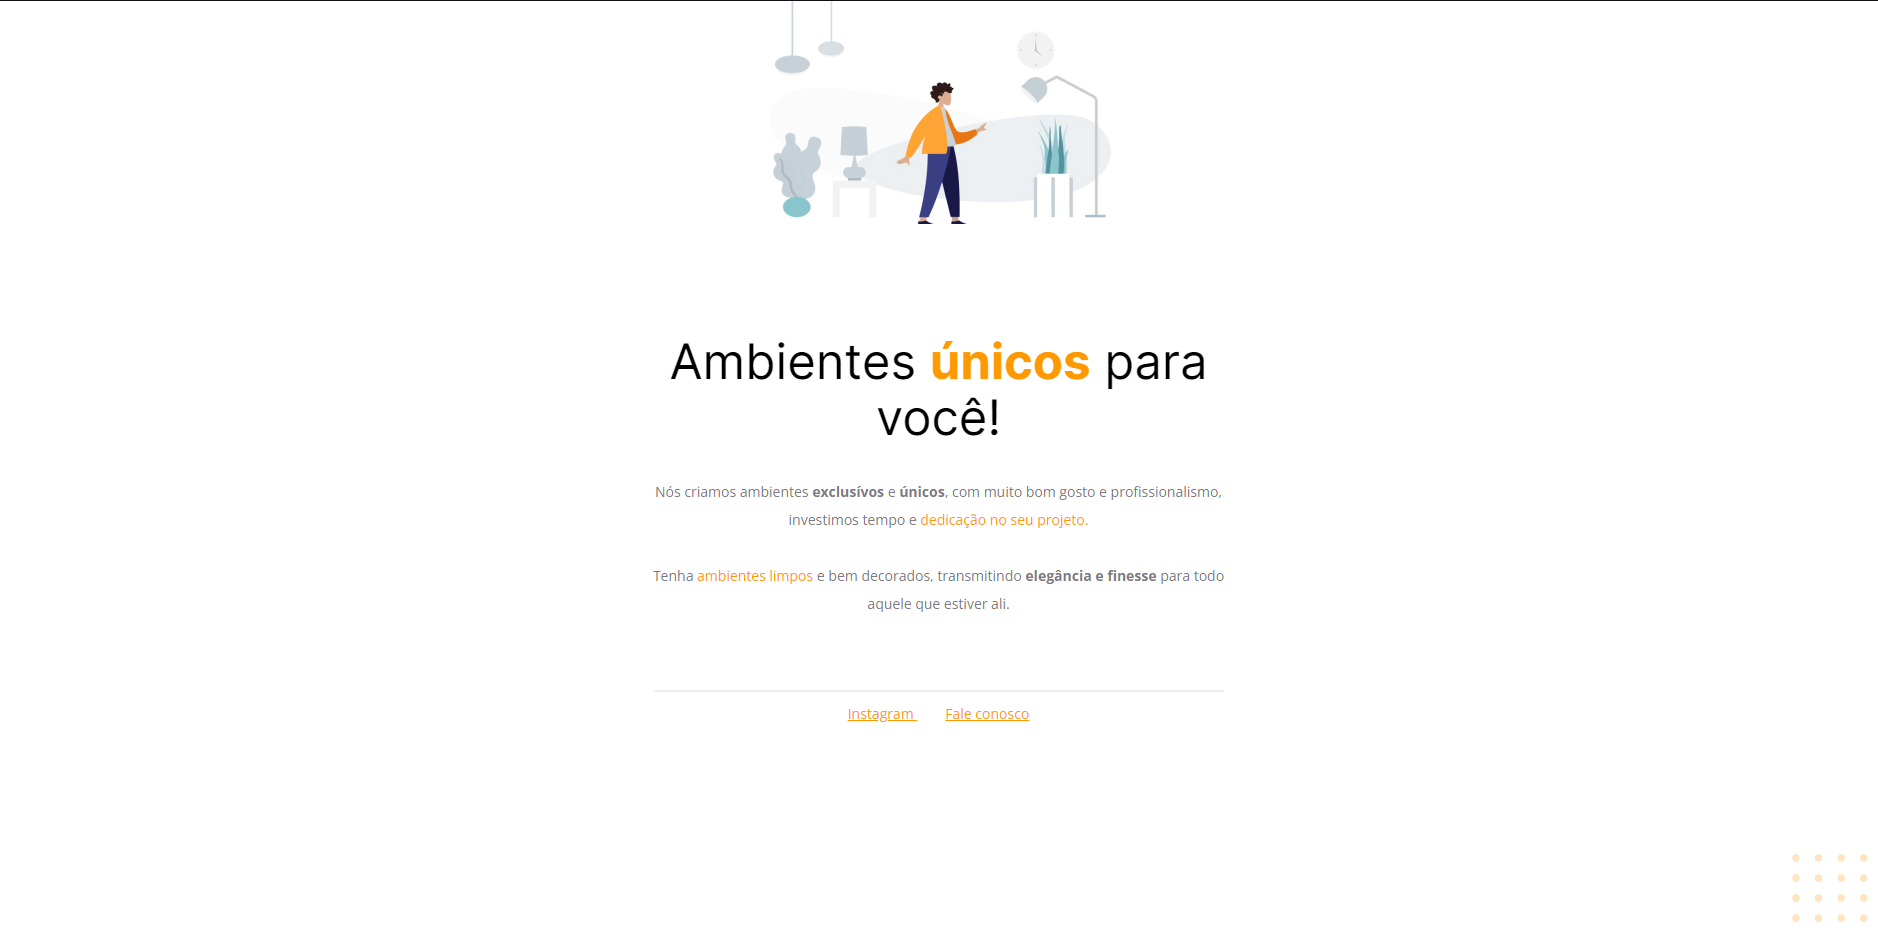 Ambientes únicos para
você!
Nós criamos ambientes exclusívos e únicos, com muito bom gosto e profissionalismo,
investimos tempo e dedicação no seu projeto.
Tenha ambientes limpos e bem decorados, transmitindo elegância e finesse para todo
aquele que estiver ali.
Instagram Fale conosco